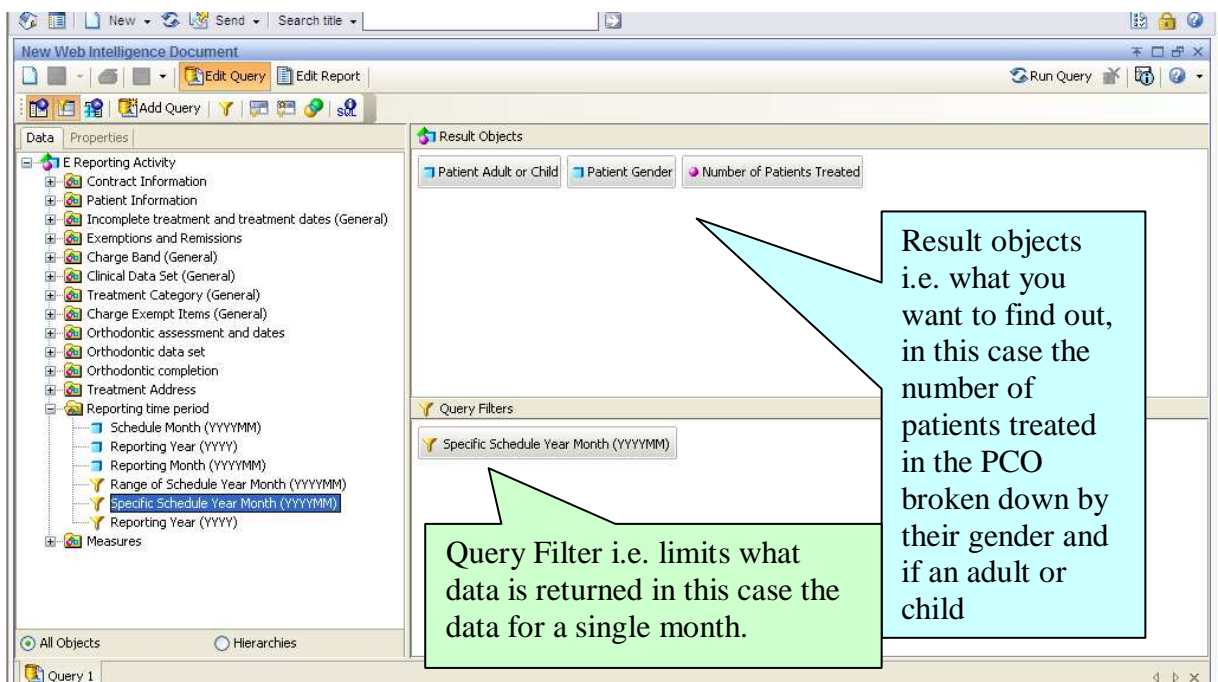 New Send Search title
New Web Intelligence Document
Edit Query Edit Report Run Query
Add Query SQL
Data Properties
E Reporting Activity
Contract Information
Patient Information
Incomplete treatment and treatment dates (General)
Exemptions and Remissions
Charge Band (General)
Clinical Data Set (General)
Treatment Category (General)
Charge Exempt Items (General)
Orthodontic assessment and dates
Orthodontic data set
Orthodontic completion
Treatment Address
Reporting time period
Schedule Month (YYYYMM)
Reporting Year (YYYY)
Reporting Month (YYYYMM)
Range of Schedule Year Month (YYYYMM)
Specific Schedule Year Month (YYYYMM)
Reporting Year (YYYY)
Measures
All Objects Hierarchies
Query 1
Result Objects
Patient Adult or Child Patient Gender Number of Patients Treated
Result objects
i.e. what you
want to find out,
in this case the
number of
patients treated
in the PCO
broken down by
their gender and
if an adult or
child
Query Filters
Specific Schedule Year Month (YYYYMM)
Query Filter i.e. limits what
data is returned in this case the
data for a single month.